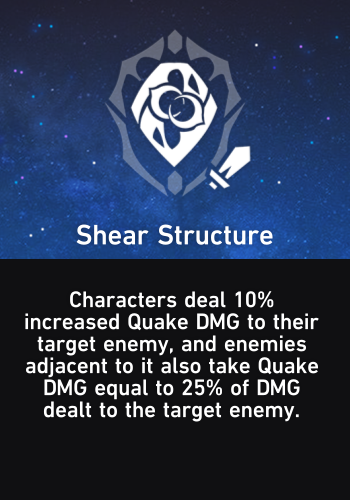 Shear Structure
Characters deal 10%
increased Quake DMG to their
target enemy, and enemies
adjacent to it also take Quake
DMG equal to 25% of DMG
dealt to the target enemy.